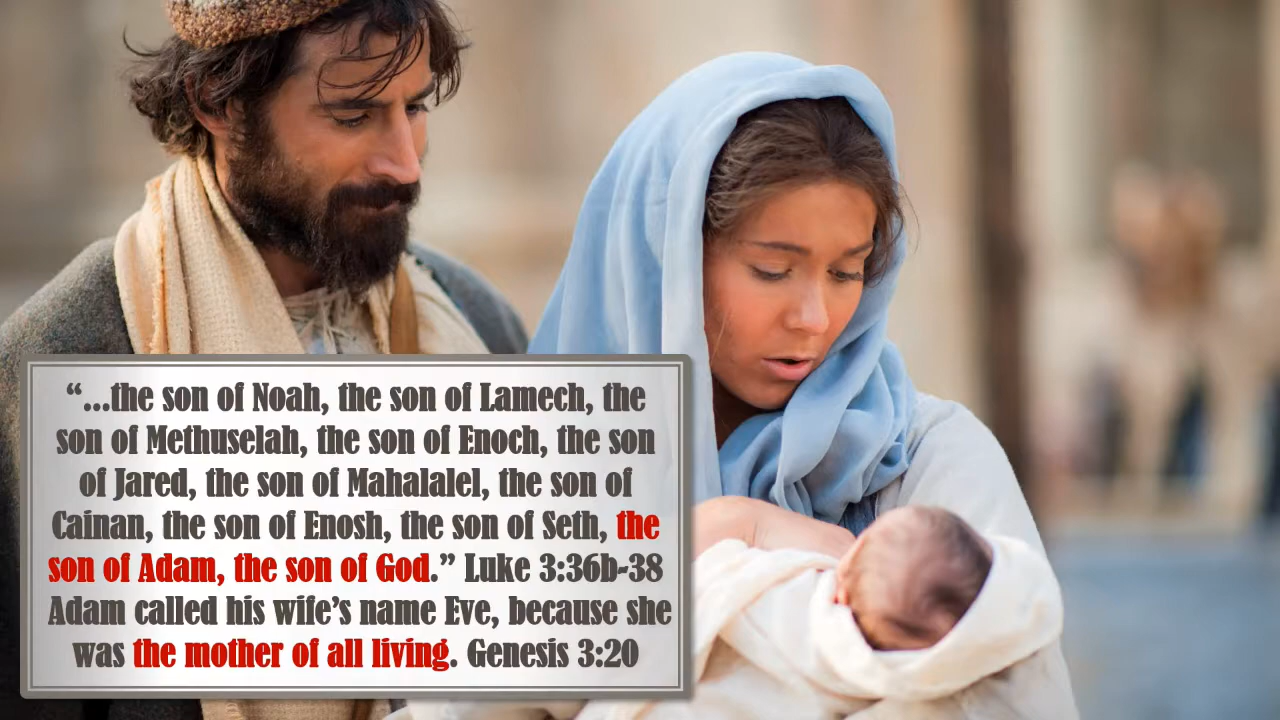 “...the son of Noah, the son of Lamech, the
son of Methuselah, the son of Enoch, the son
of Jared, the son of Mahalalel, the son of
Cainan, the son of Enosh, the son of Seth, the
son of Adam, the son of God.” Luke 3:36b-38
Adam called his wife’s name Eve, because she
was the mother of all living. Genesis 3:20